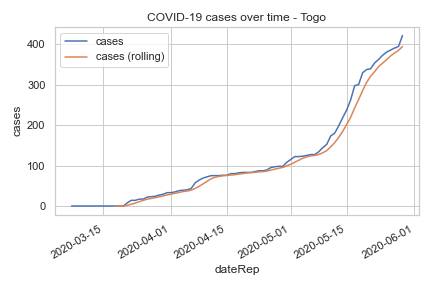 COVID-19 cases over time - Togo
cases
cases (rolling)
400
300
200
100
0
cases
2020-03-15
2020-04-01
2020-04-15
2020-05-01
2020-05-15
2020-06-01
dateRep